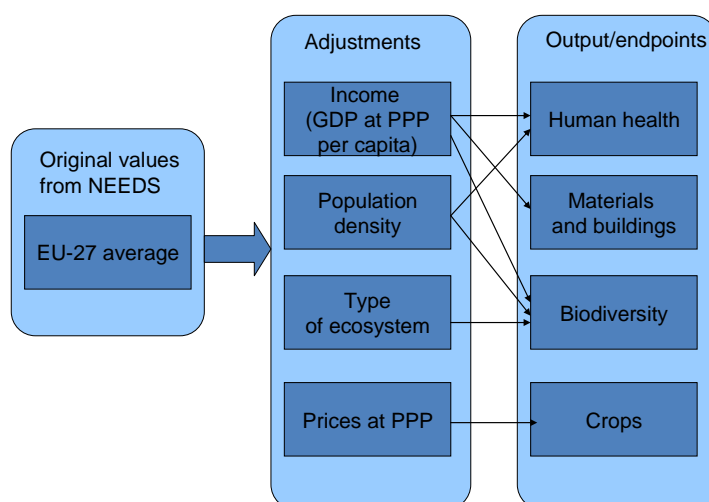 Original values
from NEEDS
EU-27 average
Adjustments
Income
(GDP at PPP
per capita)
Population
density
Type
of ecosystem
Prices at PPP
Output/endpoints
Human health
Materials
and buildings
Biodiversity
Crops